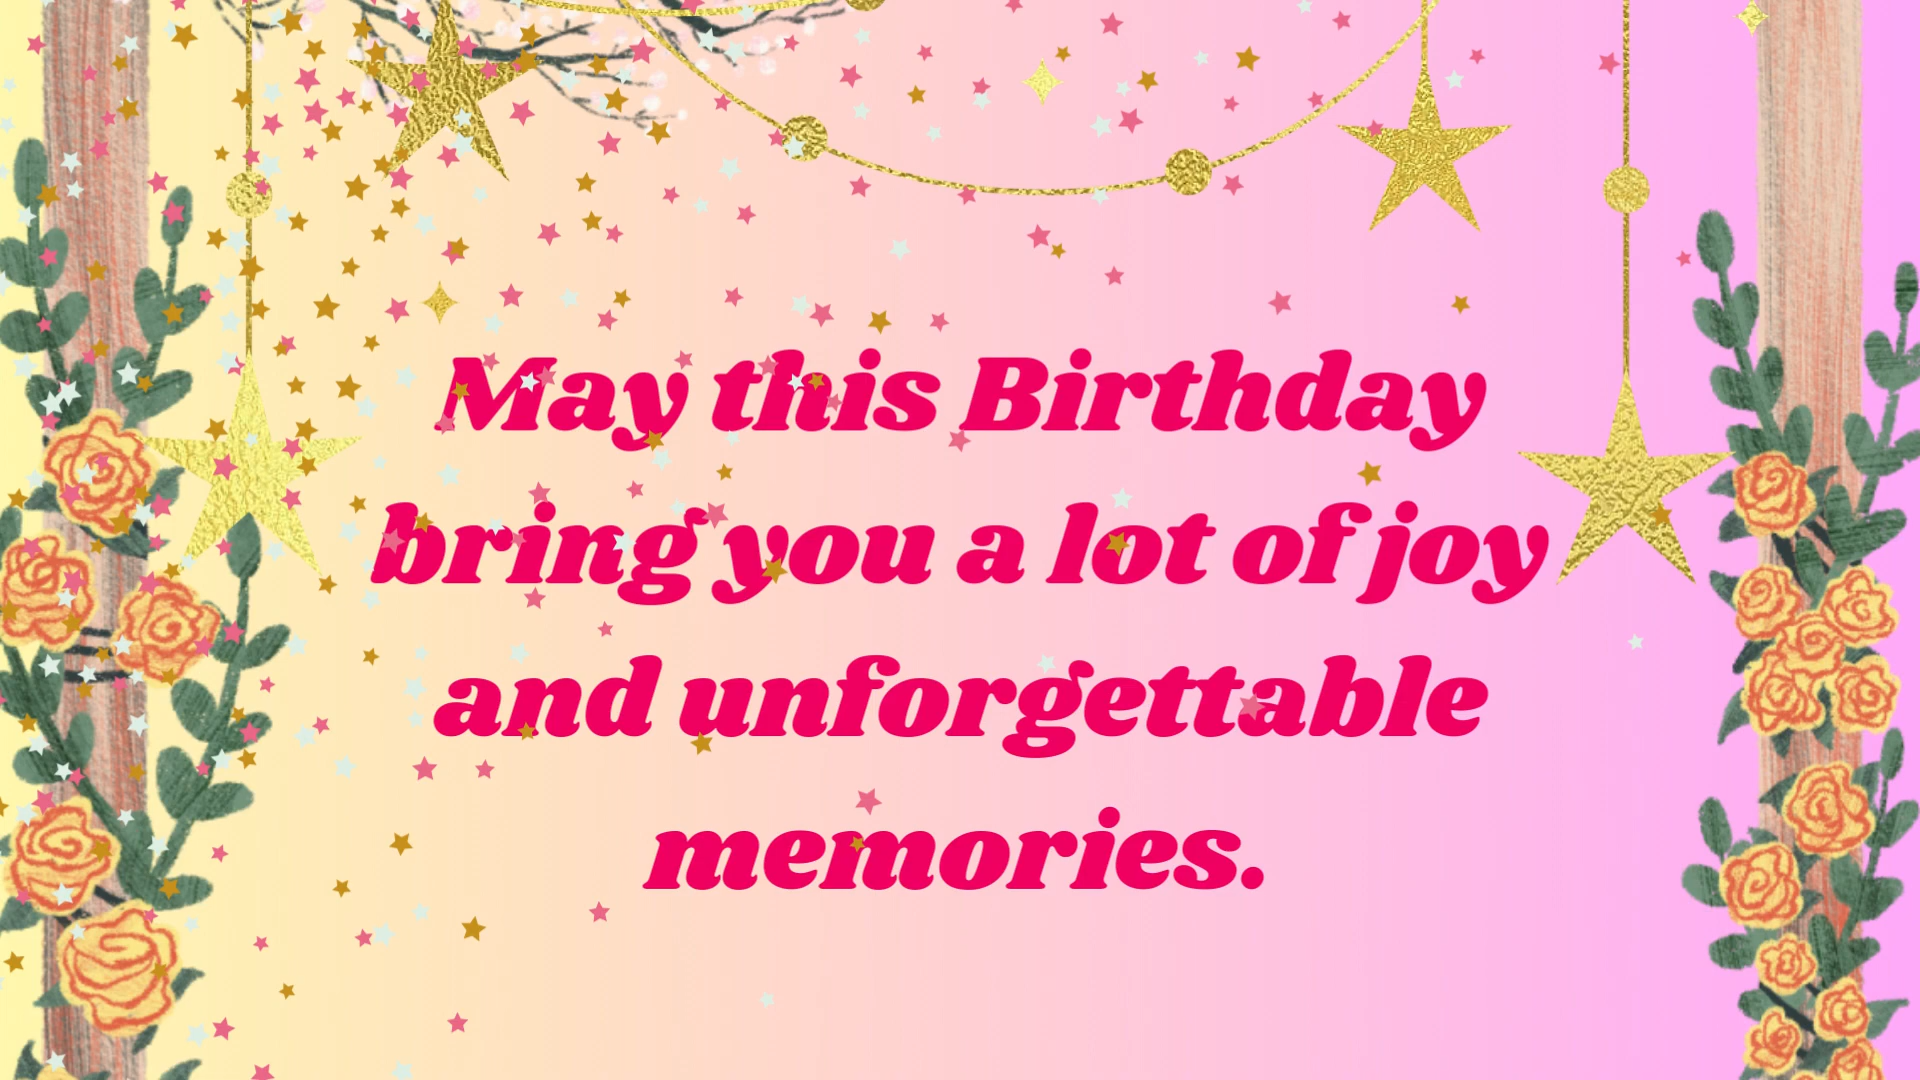 May this Birthday
bring you a lot of joy
and unforgettable
memories.